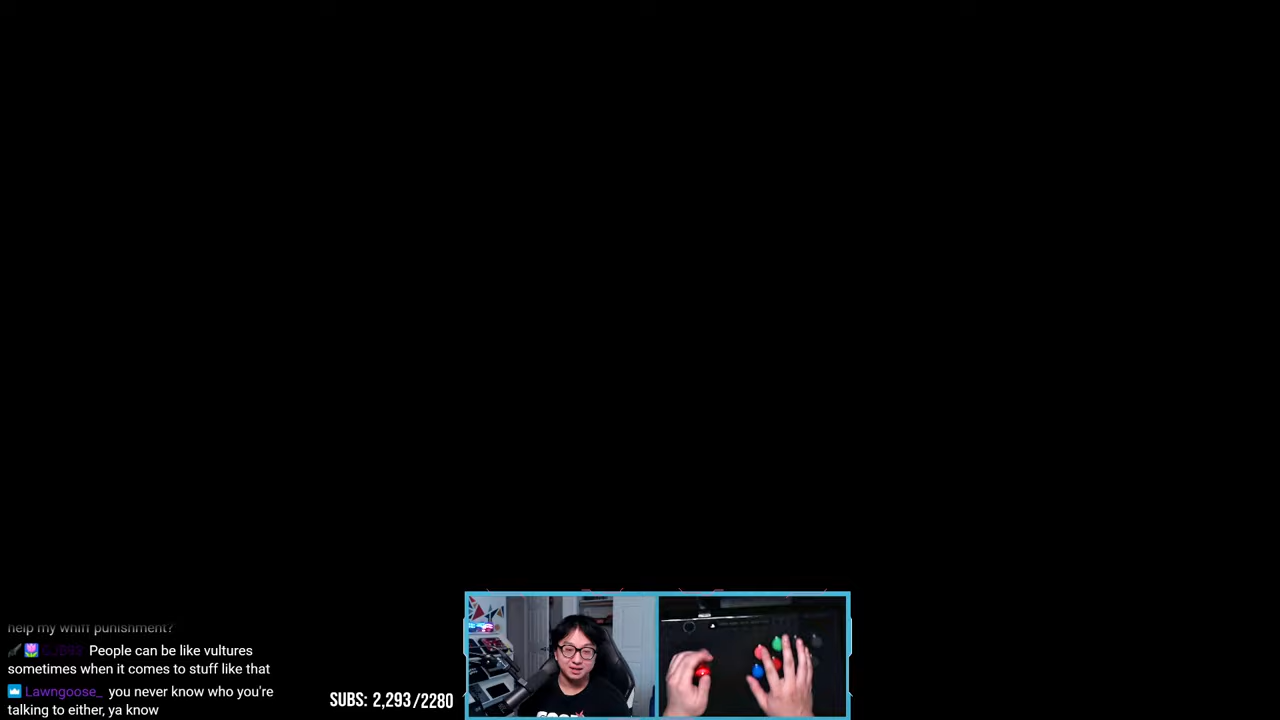 help my whiff punishment?
People can be like vultures
sometimes when it comes to stuff like that
Lawngoose_ you never know who you're
talking to either, ya know
SUBS: 2,293/2280